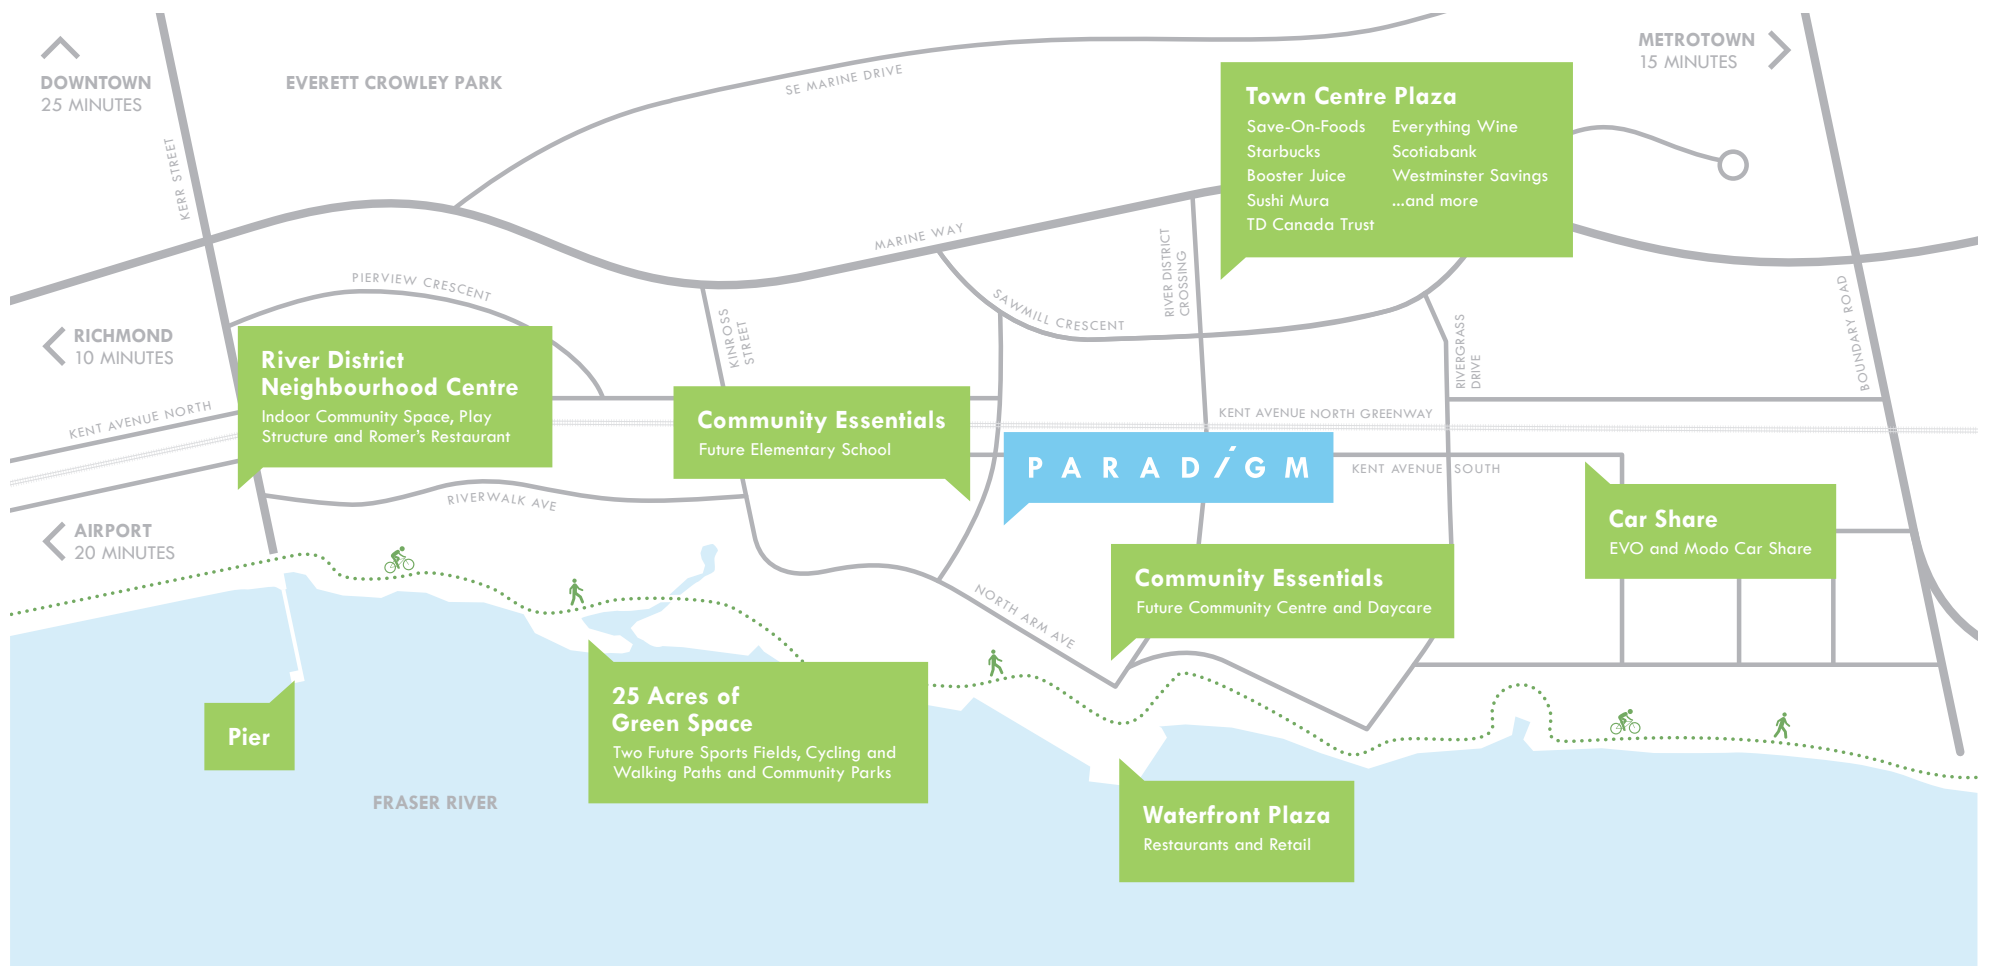 DOWNTOWN
25 MINUTES
EVERETT CROWLEY PARK
SE MARINE DRIVE
METROTOWN
15 MINUTES
Town Centre Plaza
Save-On-Foods
Starbucks
Booster Juice
Sushi Mura
TD Canada Trust
Everything Wine
Scotiabank
Westminster Savings
...and more
KERR STREET
MARINE WAY
RIVER DISTRICT
CROSSING
PIERVIEW CRESCENT
SAWMILL CRESCENT
KINROSS
STREET
RIVERGRASS
DRIVE
BOUNDARY ROAD
RICHMOND
10 MINUTES
River District
Neighbourhood Centre
Indoor Community Space, Play
Structure and Romer's Restaurant
KENT AVENUE NORTH
Community Essentials
Future Elementary School
KENT AVENUE NORTH GREENWAY
PARADIGM
KENT AVENUE SOUTH
RIVERWALK AVE
AIRPORT
20 MINUTES
Car Share
EVO and Modo Car Share
Community Essentials
Future Community Centre and Daycare
NORTH ARM AVE
25 Acres of
Green Space
Two Future Sports Fields, Cycling and
Walking Paths and Community Parks
Pier
FRASER RIVER
Waterfront Plaza
Restaurants and Retail